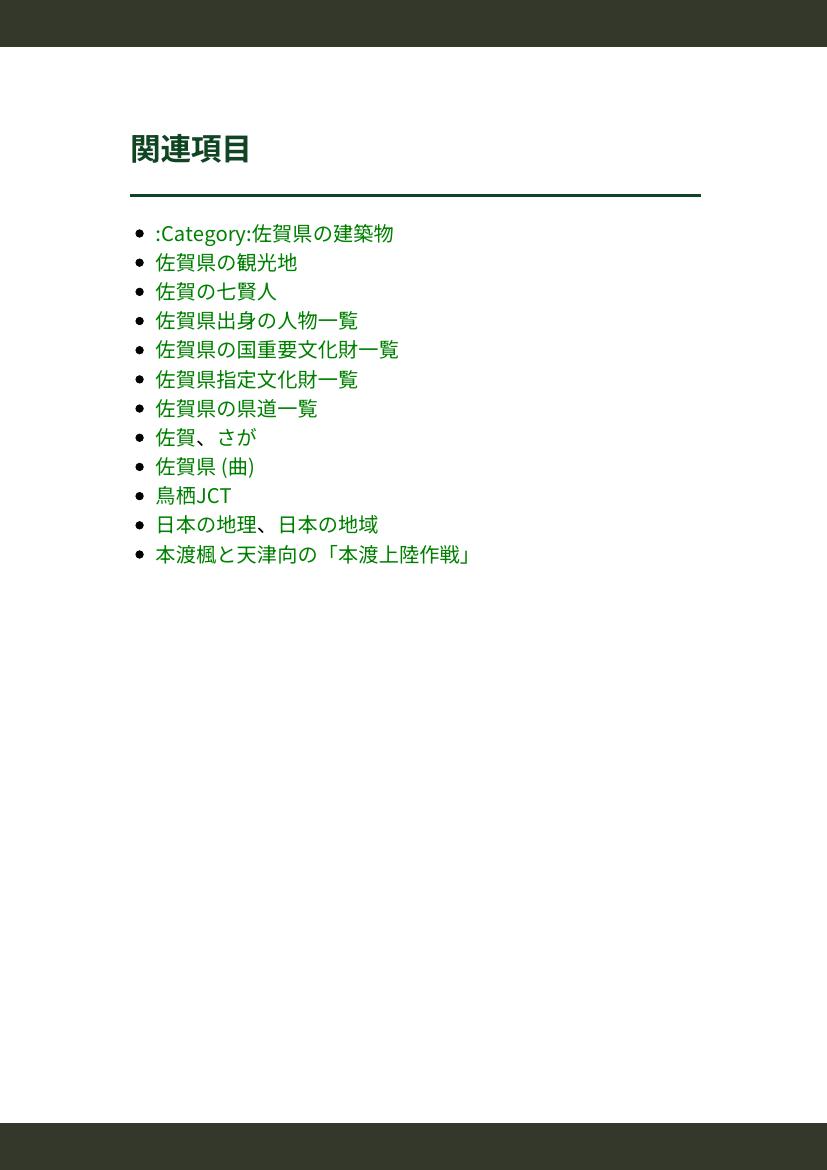 関連項目
:Category:佐賀県の建築物
佐賀県の観光地
佐賀の七賢人
佐賀県出身の人物一覧
佐賀県の国重要文化財一覧
佐賀県指定文化財一覧
佐賀県の県道一覧
佐賀、さが
佐賀県 (曲)
鳥栖JCT
日本の地理、日本の地域
本渡楓と天津向の「本渡上陸作戦」